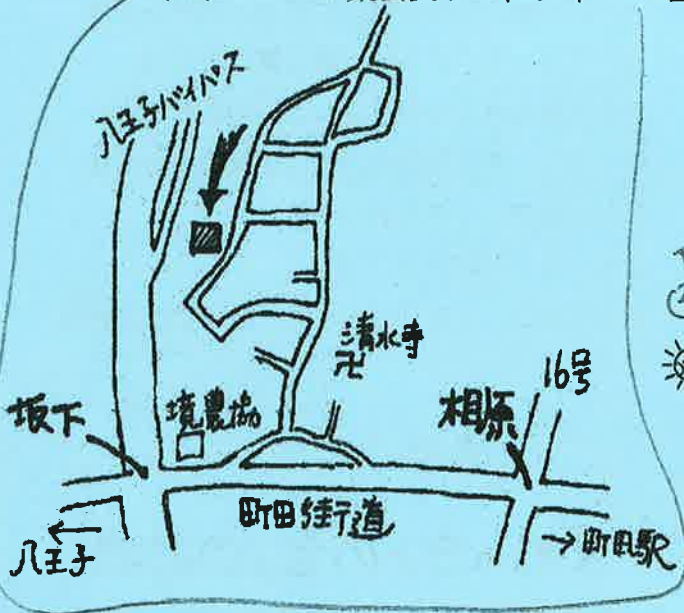 八王子バイパス
清水寺
卍
16号
坂下
境農協
相原
町田街道
← 八王子
→ 町田駅